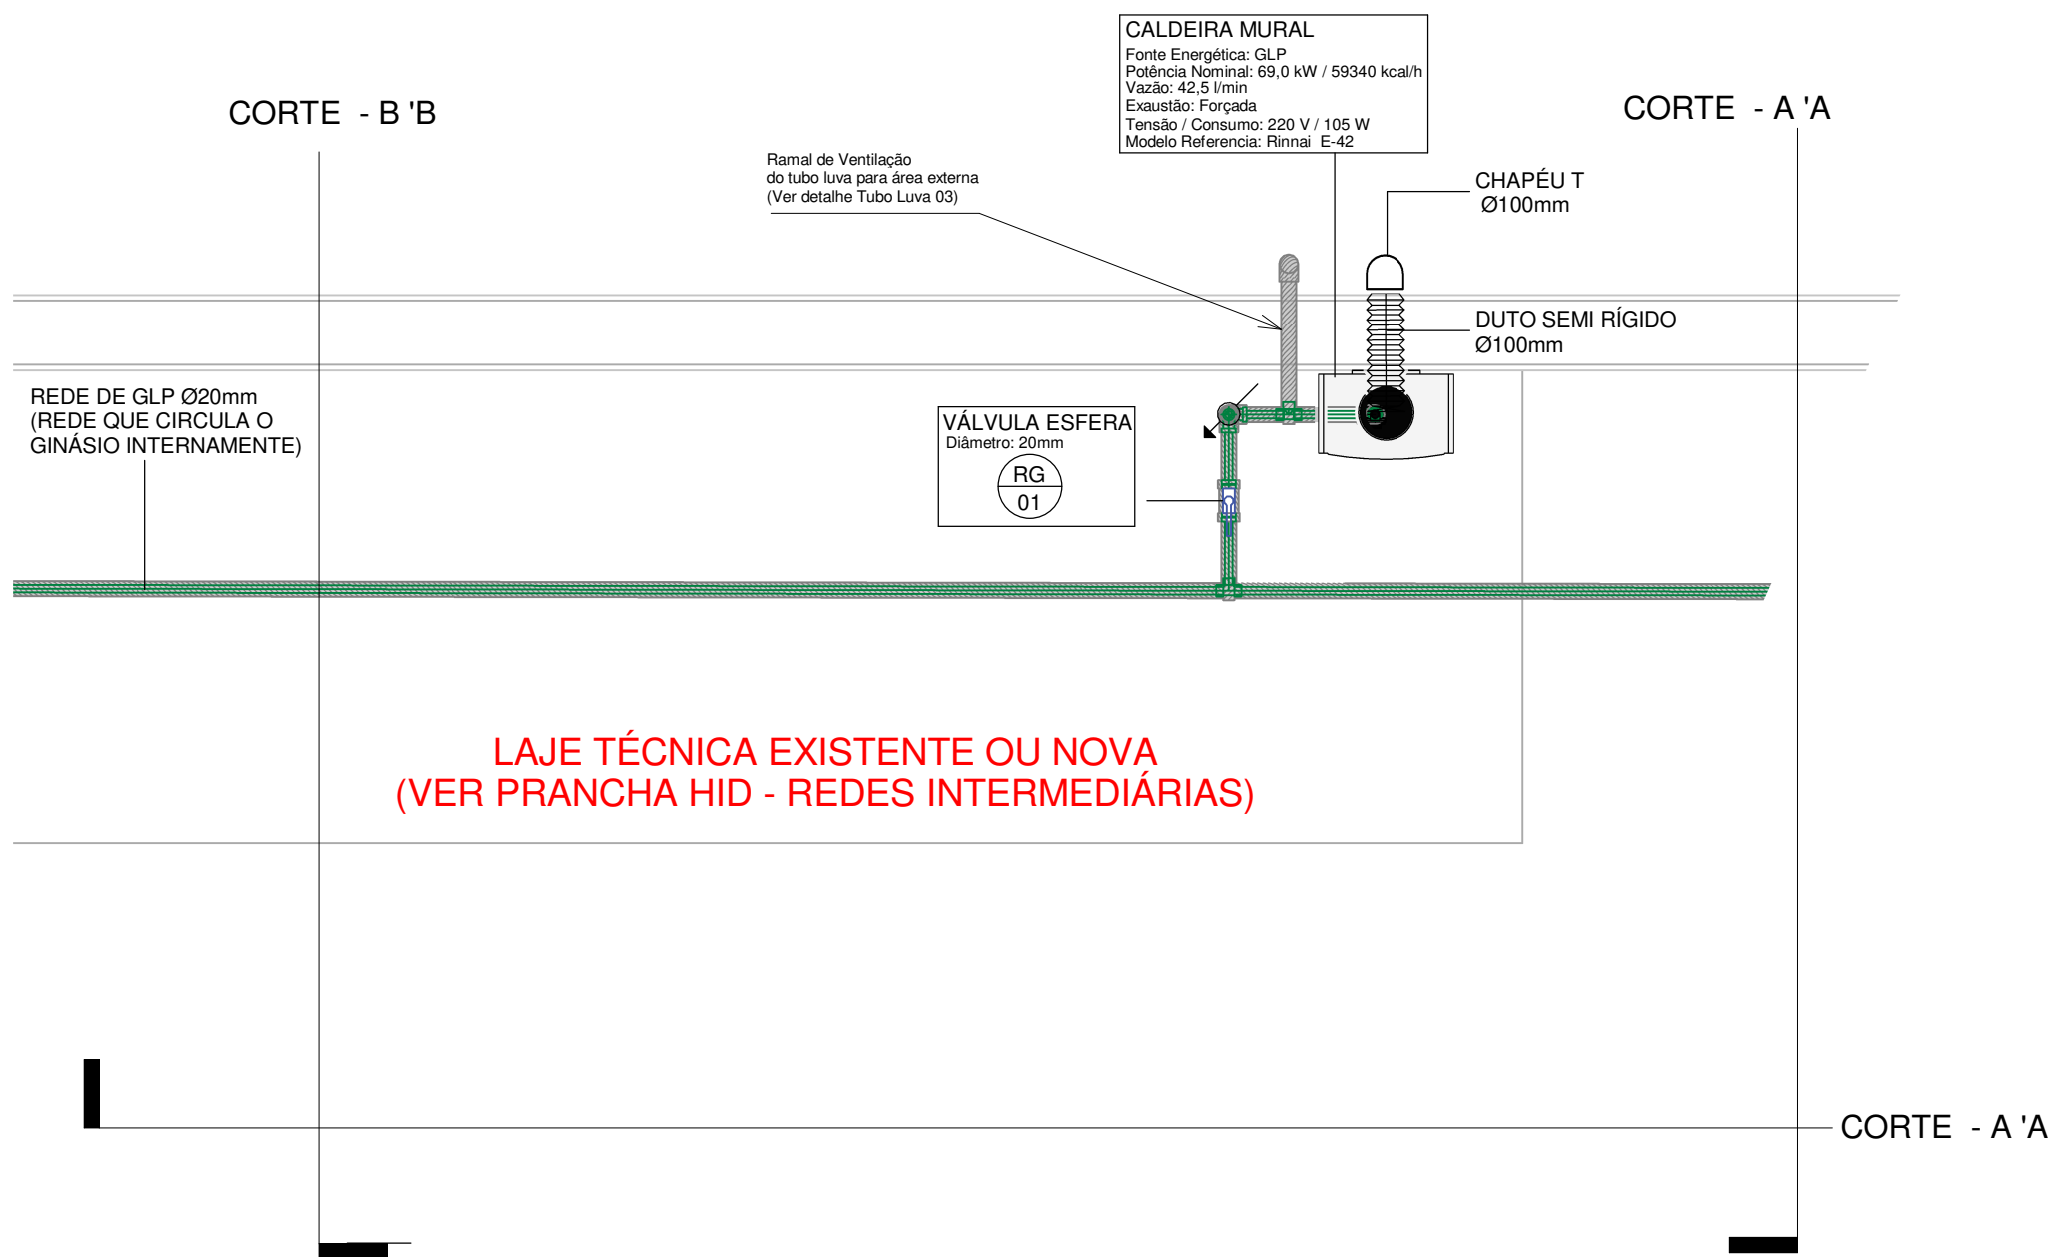 CALDEIRA MURAL
Fonte Energética: GLP
Potência Nominal: 69,0 kW / 59340 kcal/h
Vazão: 42,5 l/min
Exaustão: Forçada
Tensão / Consumo: 220 V / 105 W
Modelo Referencia: Rinnai E-42
CORTE - B 'B
CORTE - A 'A
Ramal de Ventilação
do tubo luva para área externa
(Ver detalhe Tubo Luva 03)
CHAPÉU T
Ø100mm
DUTO SEMI RÍGIDO
Ø100mm
REDE DE GLP Ø20mm
(REDE QUE CIRCULA O
GINÁSIO INTERNAMENTE)
VÁLVULA ESFERA
Diâmetro: 20mm
RG
01
LAJE TÉCNICA EXISTENTE OU NOVA
(VER PRANCHA HID - REDES INTERMEDIÁRIAS)
CORTE - A 'A